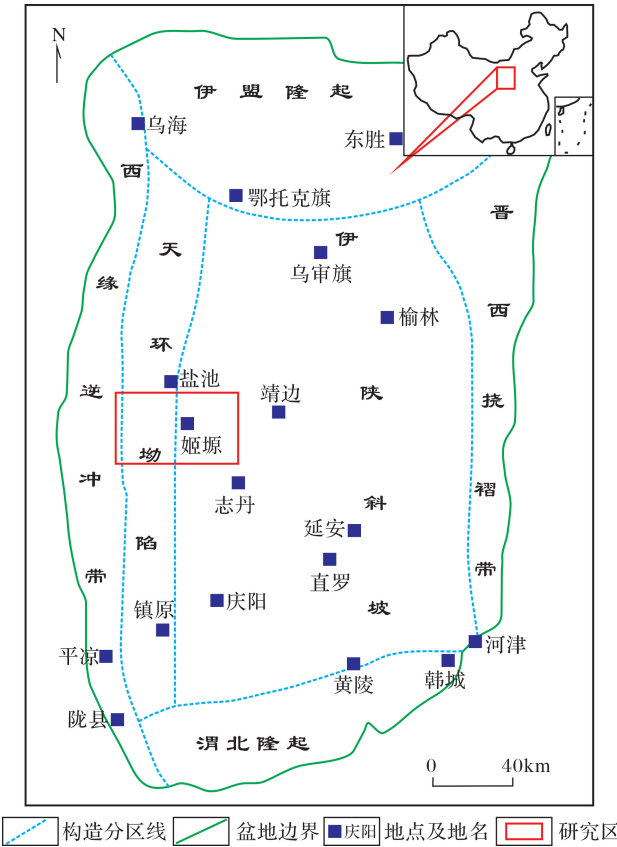 N
伊盟隆起
乌海
东胜
西缘逆冲带
鄂托克旗
晋西挠褶带
天环坳陷
伊陕斜坡
乌审旗
榆林
盐池
靖边
姬塬
志丹
延安
直罗
庆阳
镇原
平凉
河津
韩城
黄陵
陇县
渭北隆起
0 40km
构造分区线 盆地边界 庆阳 地点及地名 研究区